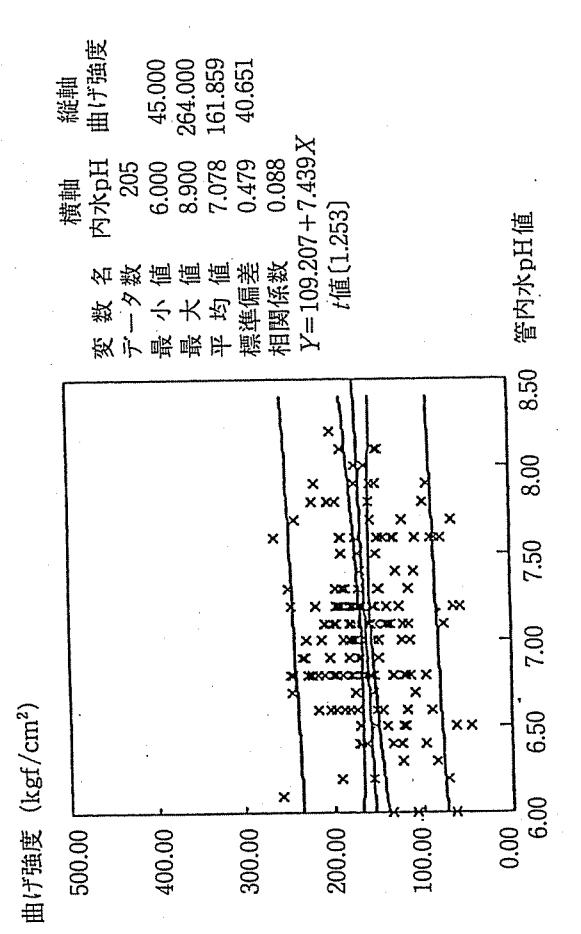 曲げ強度 (kgf/cm²)
500.00
400.00
300.00
200.00
100.00
0.00
6.00 6.50 7.00 7.50 8.00 8.50
管内水pH値
横軸 縦軸
変数名 内水pH 曲げ強度
データ数 205
最小値 6.000 45.000
最大値 8.900 264.000
平均値 7.078 161.859
標準偏差 0.479 40.651
相関係数 0.088
Y=109.207+7.439X
t値〔1.253〕